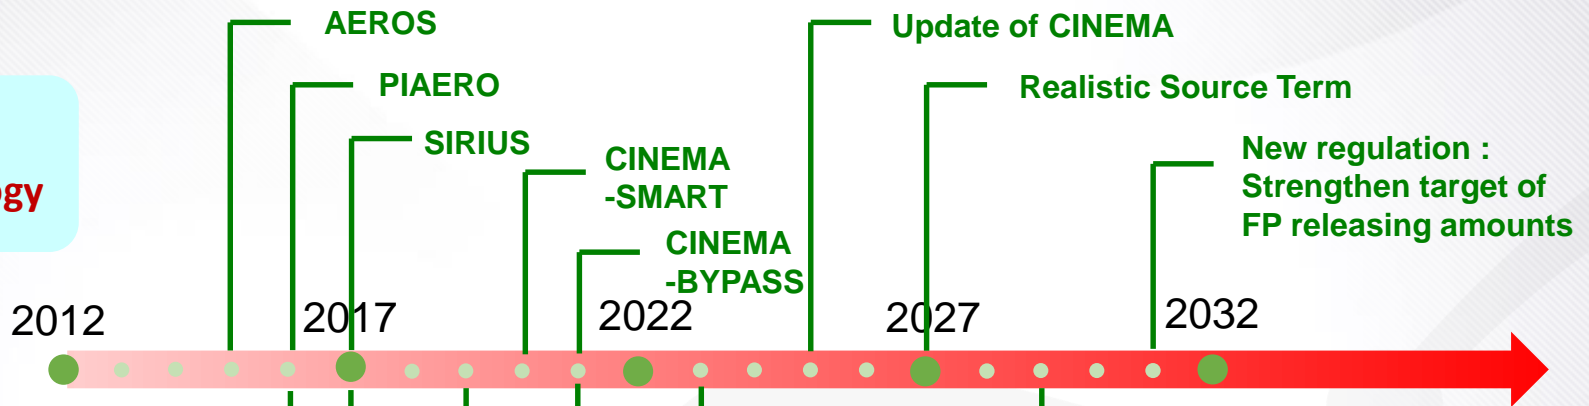 AEROS
Update of CINEMA
PIAERO
Realistic Source Term
SIRIUS
CINEMA
-SMART
New regulation :
Strengthen target of
FP releasing amounts
CINEMA
-BYPASS
2012
2017
2022
2027
2032